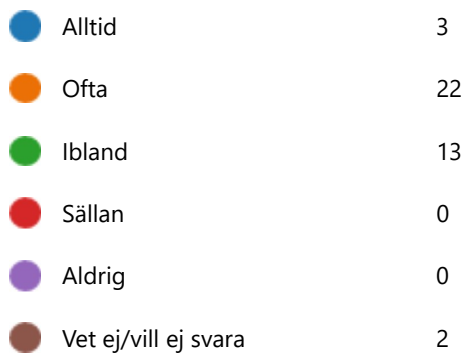 Alltid 3
Ofta 22
Ibland 13
Sällan 0
Aldrig 0
Vet ej/vill ej svara 2